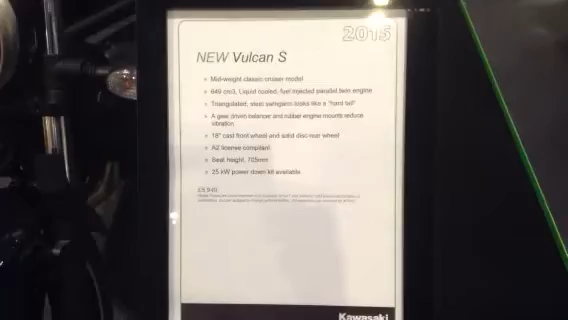 2015
NEW Vulcan S
Mid-weight classic cruiser model
649 cm3, Liquid cooled, fuel injected parallel twin engine
Triangulated, steel swingarm looks like a "hard tail"
A gear driven balancer and rubber engine mounts reduce
vibration
18" cast front wheel and solid disc rear wheel
A2 license compliant
Seat height, 705mm
25 kW power down kit available
Kawasaki